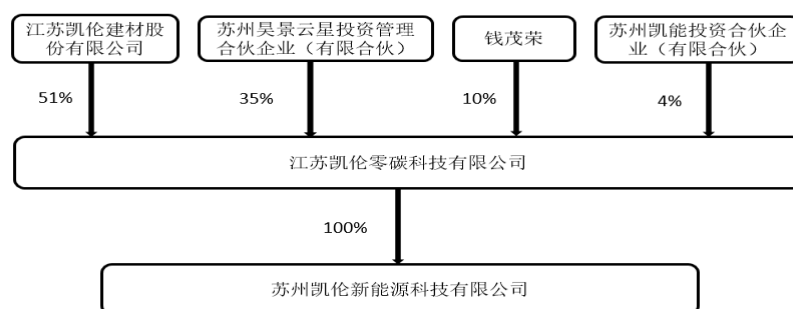 江苏凯伦建材股
份有限公司
苏州昊景云星投资管理
合伙企业（有限合伙）
钱茂荣
苏州凯能投资合伙企
业（有限合伙）
51%
35%
10%
4%
江苏凯伦零碳科技有限公司
100%
苏州凯伦新能源科技有限公司